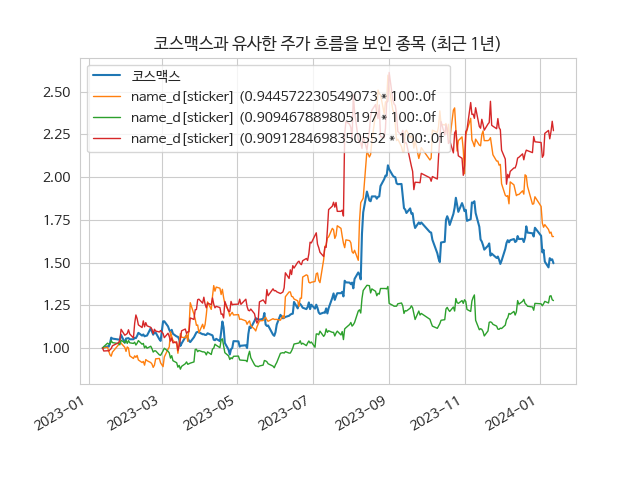 코스맥스과 유사한 주가 흐름을 보인 종목 (최근 1년)
코스맥스
name_d[sticker] (0.944572230549073 * 100:.0f
name_d[sticker] (0.909467889805197 * 100:.0f
name_d[sticker] (0.9091284698350552 * 100:.0f
2.50
2.25
2.00
1.75
1.50
1.25
1.00
2023-01
2023-03
2023-05
2023-07
2023-09
2023-11
2024-01